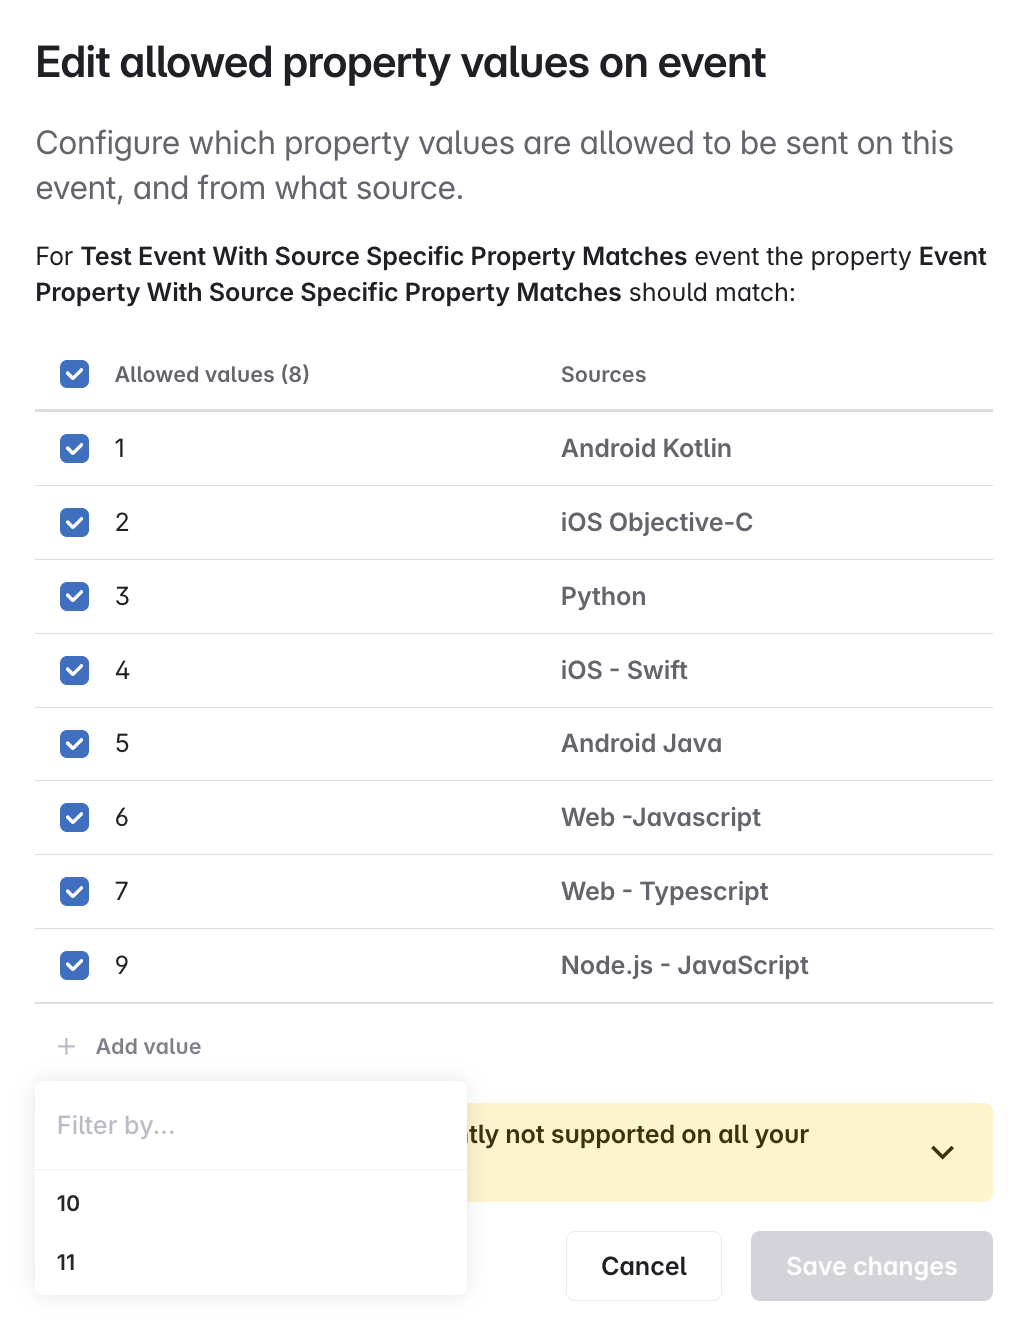 Edit allowed property values on event
Configure which property values are allowed to be sent on this
event, and from what source.
For Test Event With Source Specific Property Matches event the property Event
Property With Source Specific Property Matches should match:
Allowed values (8) Sources
1 Android Kotlin
2 iOS Objective-C
3 Python
4 iOS - Swift
5 Android Java
6 Web -Javascript
7 Web - Typescript
9 Node.js - JavaScript
+ Add value
Filter by...
not supported on all your
10
11
Cancel Save changes